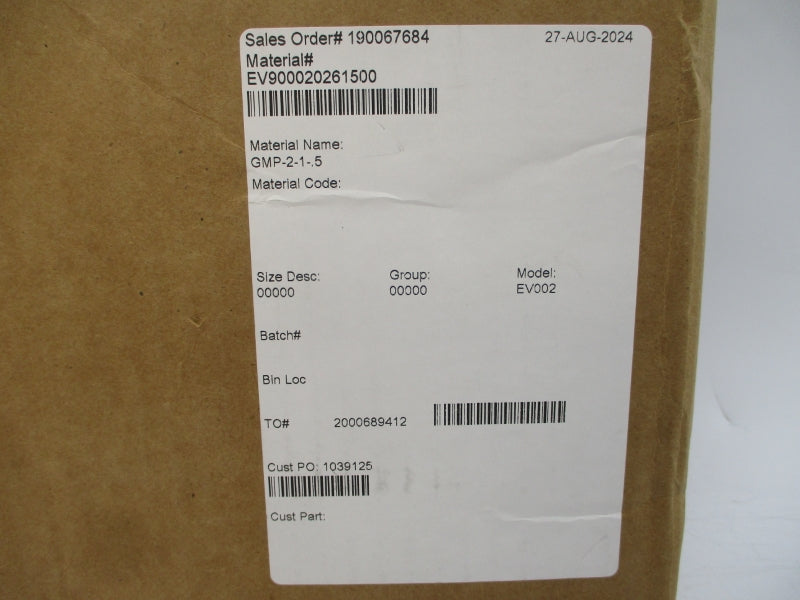 Sales Order# 190067684 27-AUG-2024
Material#
EV900020261500
Material Name:
GMP-2-1-.5
Material Code:
Size Desc: Group: Model:
00000 00000 EV002
Batch#
Bin Loc
TO# 2000689412
Cust PO: 1039125
Cust Part: